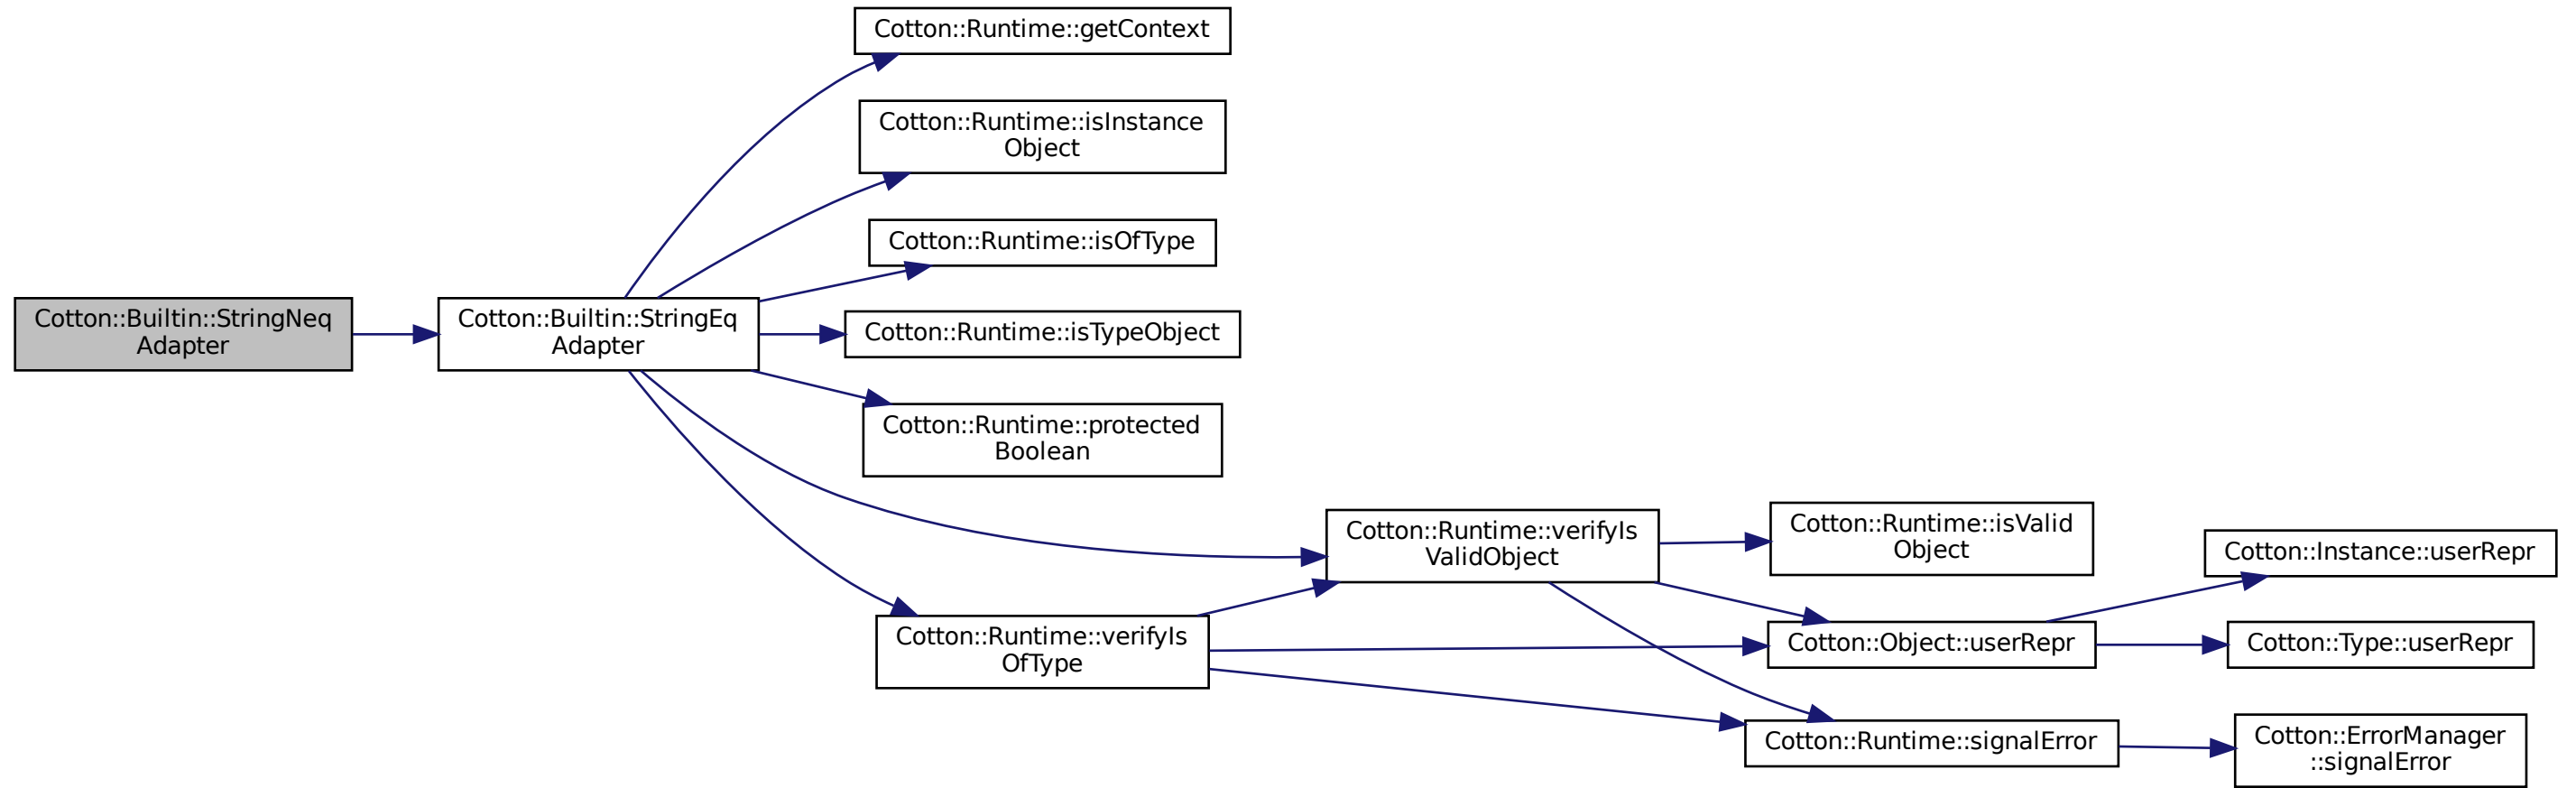 Cotton::Builtin::StringNeq
Adapter
Cotton::Builtin::StringEq
Adapter
Cotton::Runtime::getContext
Cotton::Runtime::isInstance
Object
Cotton::Runtime::isOfType
Cotton::Runtime::isTypeObject
Cotton::Runtime::protected
Boolean
Cotton::Runtime::verifyIs
OfType
Cotton::Runtime::verifyIs
ValidObject
Cotton::Runtime::isValid
Object
Cotton::Object::userRepr
Cotton::Runtime::signalError
Cotton::Instance::userRepr
Cotton::Type::userRepr
Cotton::ErrorManager
::signalError